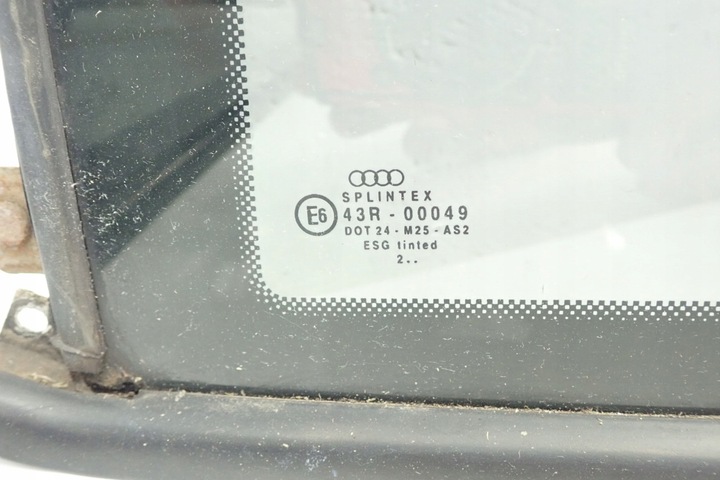 SPLINTEX
E6 43R - 00049
DOT 24 - M25 - AS2
ESG tinted
2..